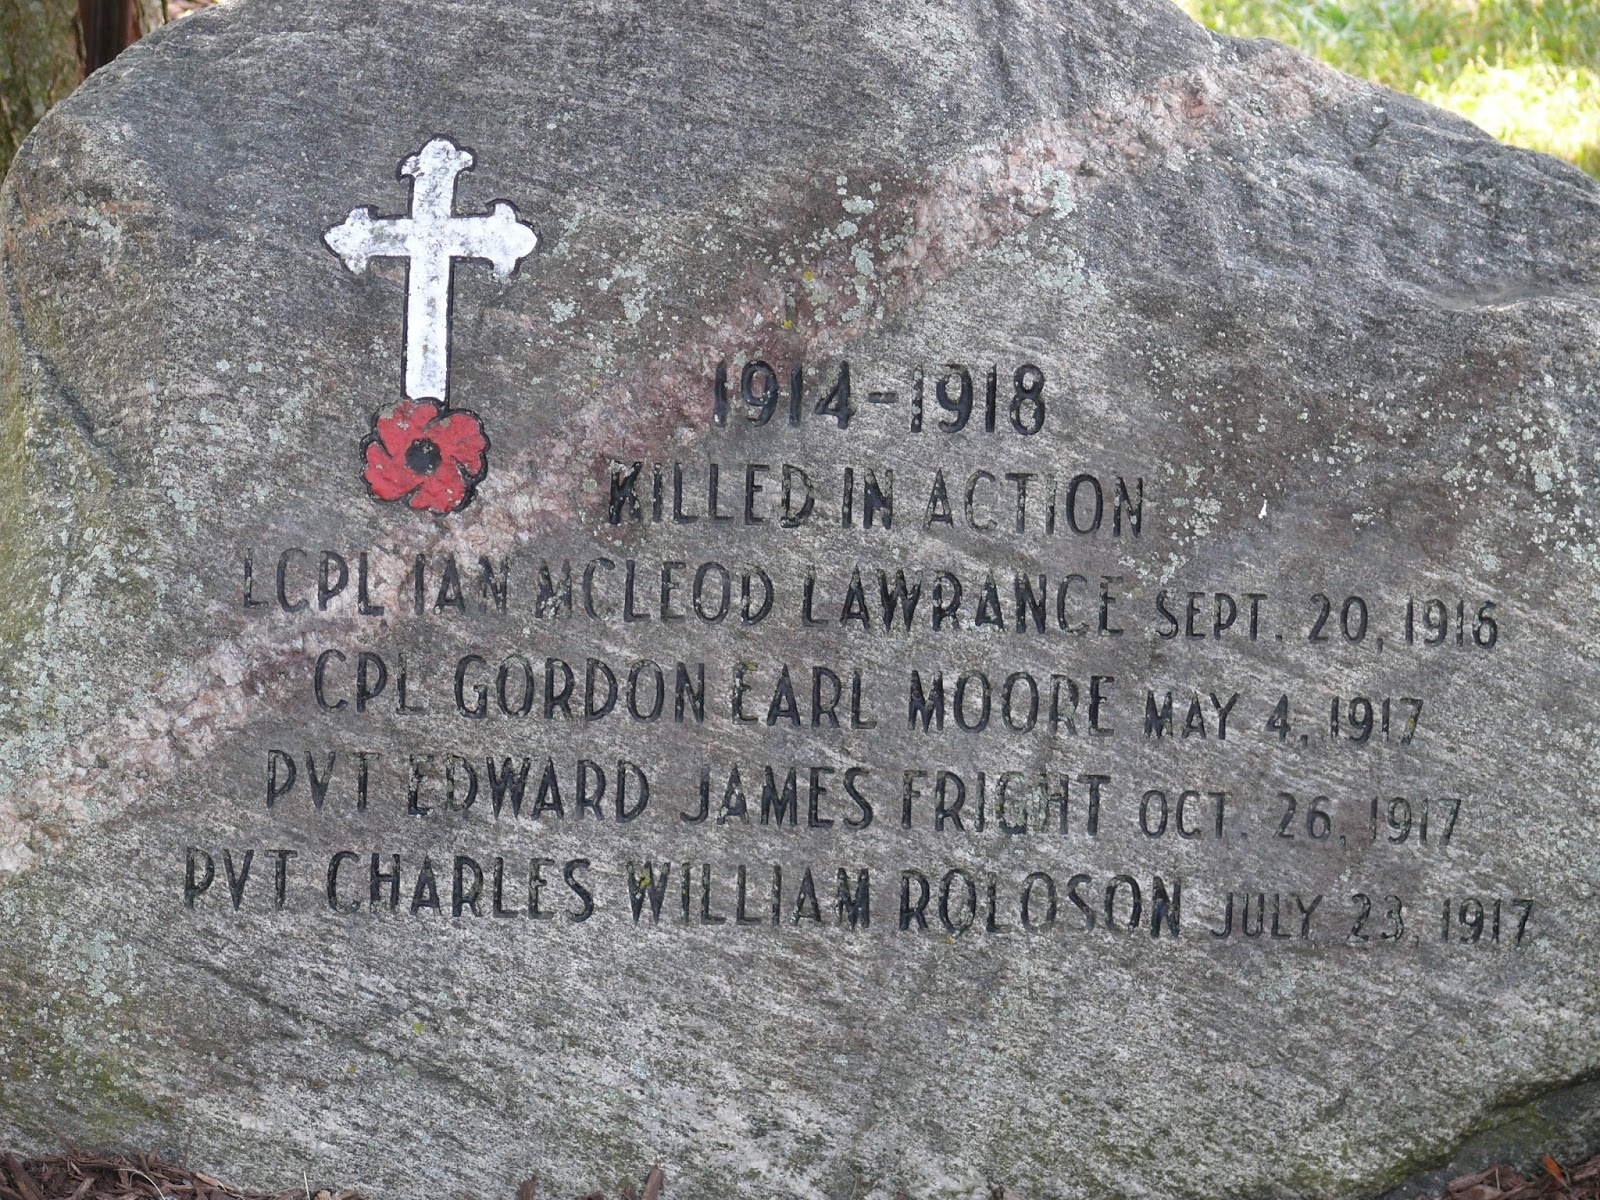 1914-1918
KILLED IN ACTION
LCPL IAN MCLEOD LAWRANCE SEPT. 20, 1916
CPL GORDON EARL MOORE MAY 4, 1917
PVT EDWARD JAMES FRIGHT OCT. 26, 1917
PVT CHARLES WILLIAM ROLOSON JULY 23, 1917